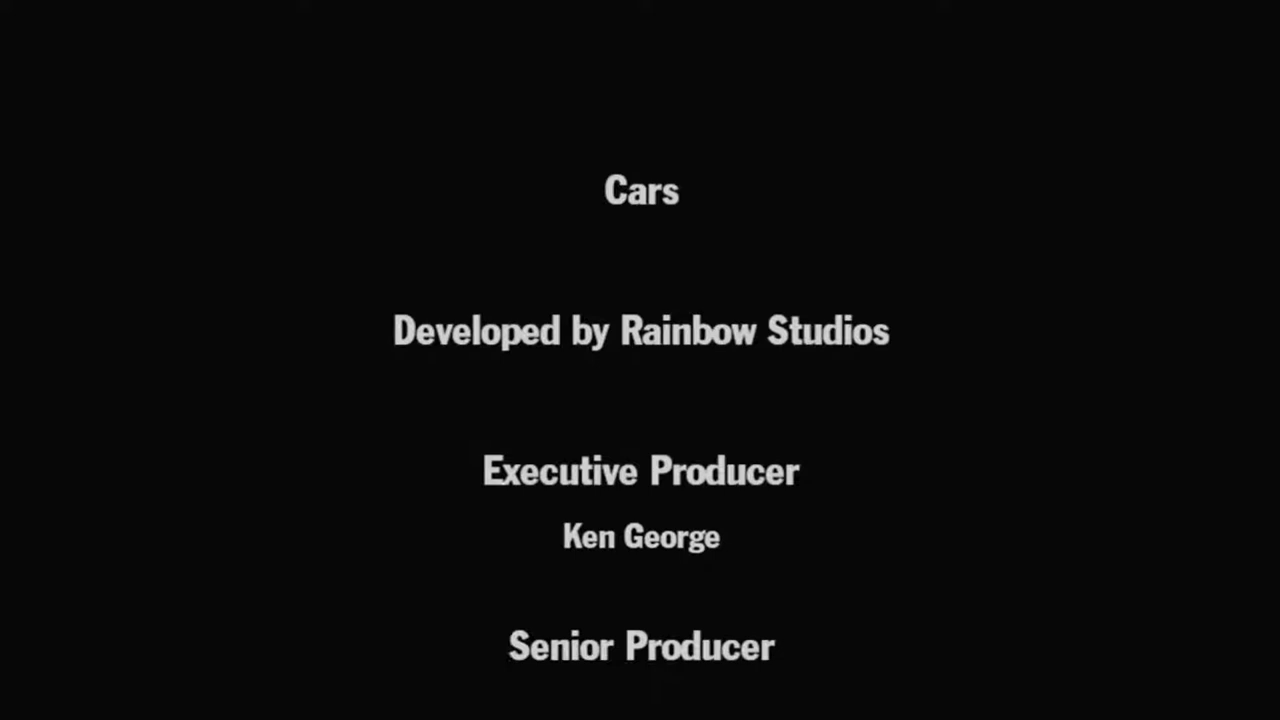 Cars
Developed by Rainbow Studios
Executive Producer
Ken George
Senior Producer